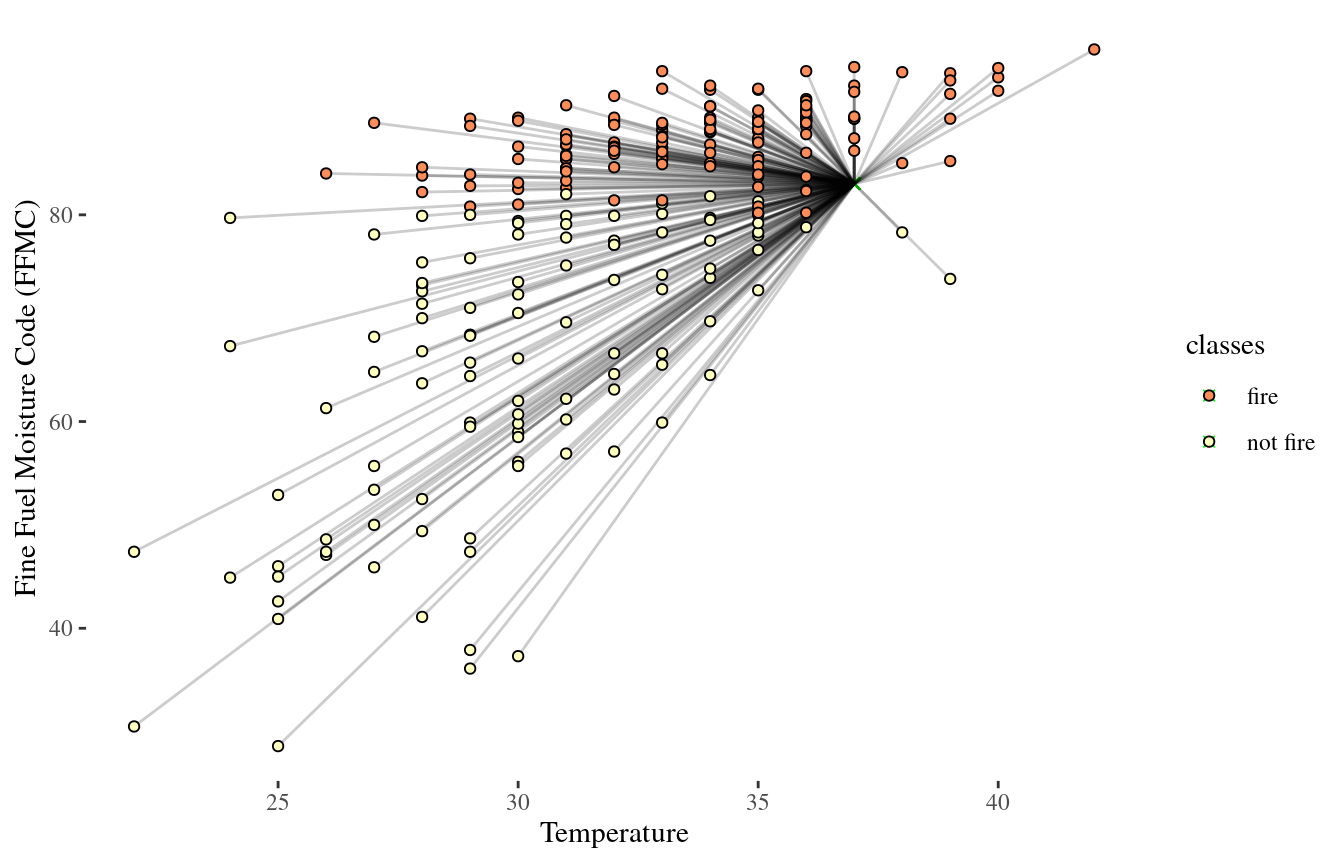 Fine Fuel Moisture Code (FFMC)
80
60
40
25
30
35
40
Temperature
classes
fire
not fire